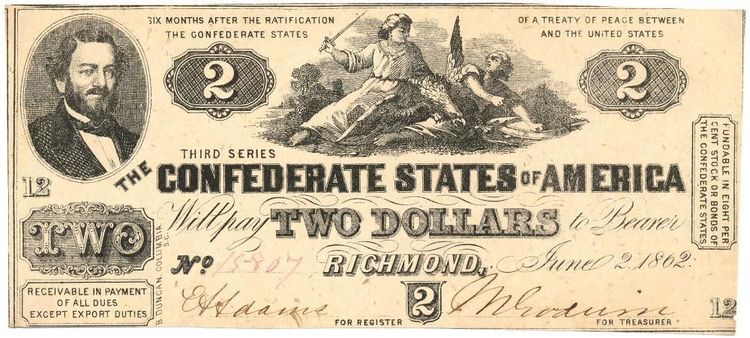 SIX MONTHS AFTER THE RATIFICATION
OF A TREATY OF PEACE BETWEEN
THE CONFEDERATE STATES
AND THE UNITED STATES
2
2
THIRD SERIES
12
THE CONFEDERATE STATES OF AMERICA
Will pay TWO DOLLARS to Bearer
TWO
No 15807
RICHMOND, June 2, 1862.
RECEIVABLE IN PAYMENT
OF ALL DUES
EXCEPT EXPORT DUTIES
B. DUNCAN, COLUMBIA
S.C.
FUNDABLE IN EIGHT PER
CENT STOCK OR BONDS OF
THE CONFEDERATE STATES
Adams
FOR REGISTER
2
FOR TREASURER
12